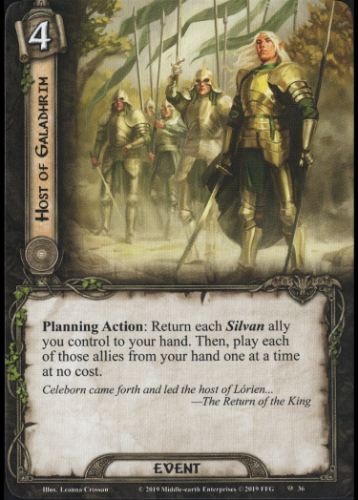 4
HOST OF GALADHRIM
Planning Action: Return each Silvan ally
you control to your hand. Then, play each
of those allies from your hand one at a time
at no cost.
Celeborn came forth and led the host of Lórien...
—The Return of the King
EVENT
Illus. Leanna Crossan © 2019 Middle-earth Enterprises © 2019 FFG 36